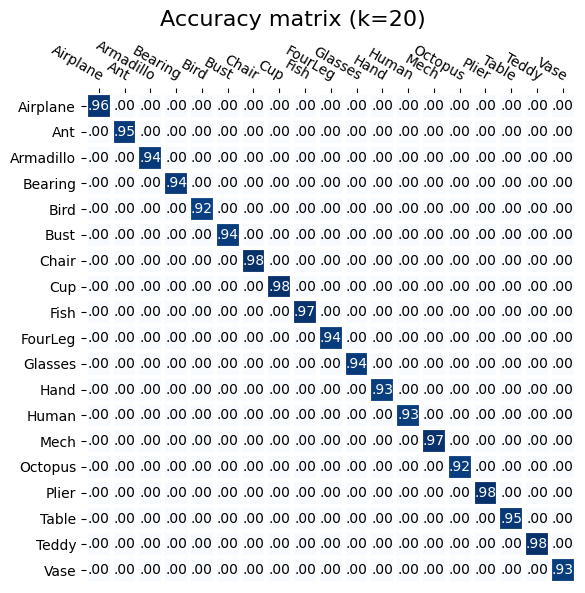 Accuracy matrix (k=20)
Airplane Ant Armadillo Bearing Bird Bust Chair Cup Fish FourLeg Glasses Hand Human Mech Octopus Plier Table Teddy Vase
Airplane .96 .00 .00 .00 .00 .00 .00 .00 .00 .00 .00 .00 .00 .00 .00 .00 .00 .00 .00
Ant .00 .95 .00 .00 .00 .00 .00 .00 .00 .00 .00 .00 .00 .00 .00 .00 .00 .00 .00
Armadillo .00 .00 .94 .00 .00 .00 .00 .00 .00 .00 .00 .00 .00 .00 .00 .00 .00 .00 .00
Bearing .00 .00 .00 .94 .00 .00 .00 .00 .00 .00 .00 .00 .00 .00 .00 .00 .00 .00 .00
Bird .00 .00 .00 .00 .92 .00 .00 .00 .00 .00 .00 .00 .00 .00 .00 .00 .00 .00 .00
Bust .00 .00 .00 .00 .00 .94 .00 .00 .00 .00 .00 .00 .00 .00 .00 .00 .00 .00 .00
Chair .00 .00 .00 .00 .00 .00 .98 .00 .00 .00 .00 .00 .00 .00 .00 .00 .00 .00 .00
Cup .00 .00 .00 .00 .00 .00 .00 .98 .00 .00 .00 .00 .00 .00 .00 .00 .00 .00 .00
Fish .00 .00 .00 .00 .00 .00 .00 .00 .97 .00 .00 .00 .00 .00 .00 .00 .00 .00 .00
FourLeg .00 .00 .00 .00 .00 .00 .00 .00 .00 .94 .00 .00 .00 .00 .00 .00 .00 .00 .00
Glasses .00 .00 .00 .00 .00 .00 .00 .00 .00 .00 .94 .00 .00 .00 .00 .00 .00 .00 .00
Hand .00 .00 .00 .00 .00 .00 .00 .00 .00 .00 .00 .93 .00 .00 .00 .00 .00 .00 .00
Human .00 .00 .00 .00 .00 .00 .00 .00 .00 .00 .00 .00 .93 .00 .00 .00 .00 .00 .00
Mech .00 .00 .00 .00 .00 .00 .00 .00 .00 .00 .00 .00 .00 .97 .00 .00 .00 .00 .00
Octopus .00 .00 .00 .00 .00 .00 .00 .00 .00 .00 .00 .00 .00 .00 .92 .00 .00 .00 .00
Plier .00 .00 .00 .00 .00 .00 .00 .00 .00 .00 .00 .00 .00 .00 .00 .98 .00 .00 .00
Table .00 .00 .00 .00 .00 .00 .00 .00 .00 .00 .00 .00 .00 .00 .00 .00 .95 .00 .00
Teddy .00 .00 .00 .00 .00 .00 .00 .00 .00 .00 .00 .00 .00 .00 .00 .00 .00 .98 .00
Vase .00 .00 .00 .00 .00 .00 .00 .00 .00 .00 .00 .00 .00 .00 .00 .00 .00 .00 .93